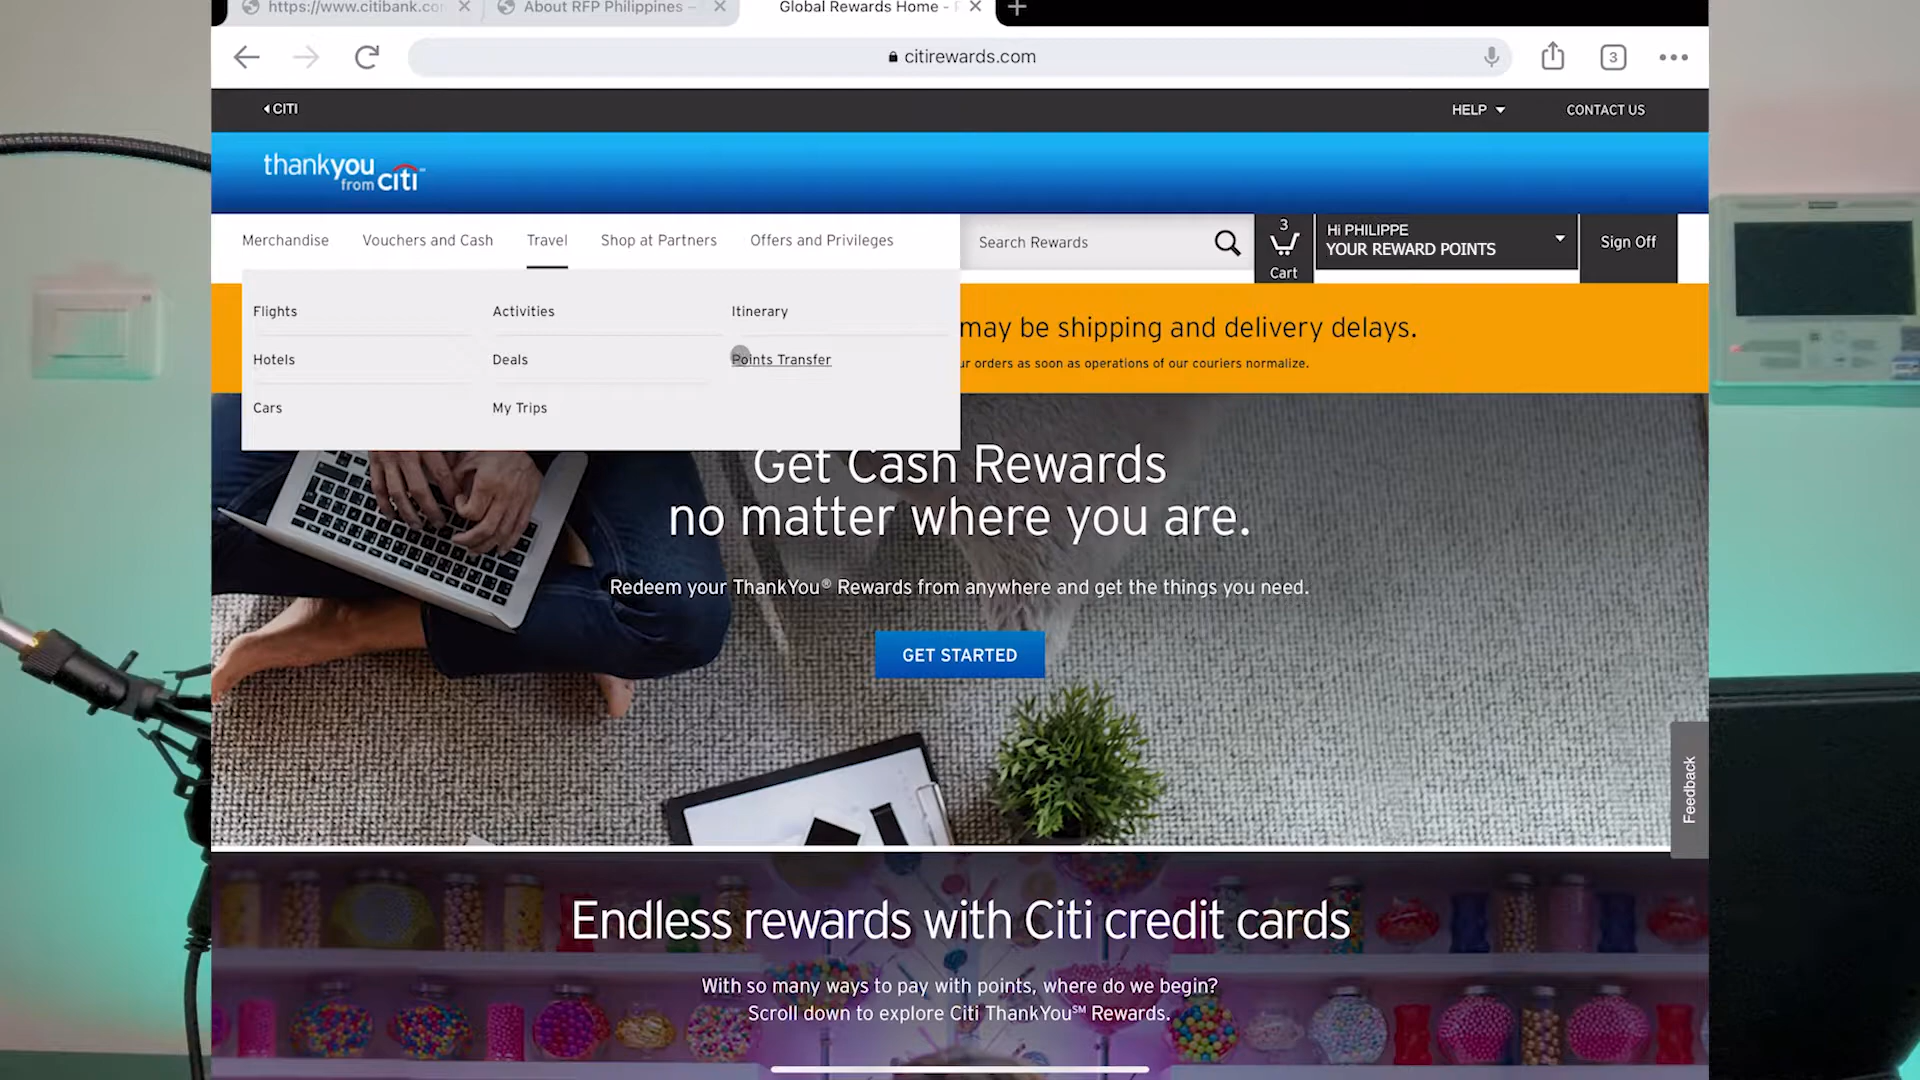 https://www.citibank.co
About RFP Philippines –
Global Rewards Home -
citirewards.com
3
CITI
HELP
CONTACT US
thankyou
from citi
Merchandise
Vouchers and Cash
Travel
Shop at Partners
Offers and Privileges
Search Rewards
3
Cart
Hi PHILIPPE
YOUR REWARD POINTS
Sign Off
Flights
Activities
Itinerary
Hotels
Deals
Points Transfer
Cars
My Trips
may be shipping and delivery delays.
orders as soon as operations of our couriers normalize.
Get Cash Rewards
no matter where you are.
Redeem your ThankYou® Rewards from anywhere and get the things you need.
GET STARTED
Feedback
Endless rewards with Citi credit cards
With so many ways to pay with points, where do we begin?
Scroll down to explore Citi ThankYou℠ Rewards.